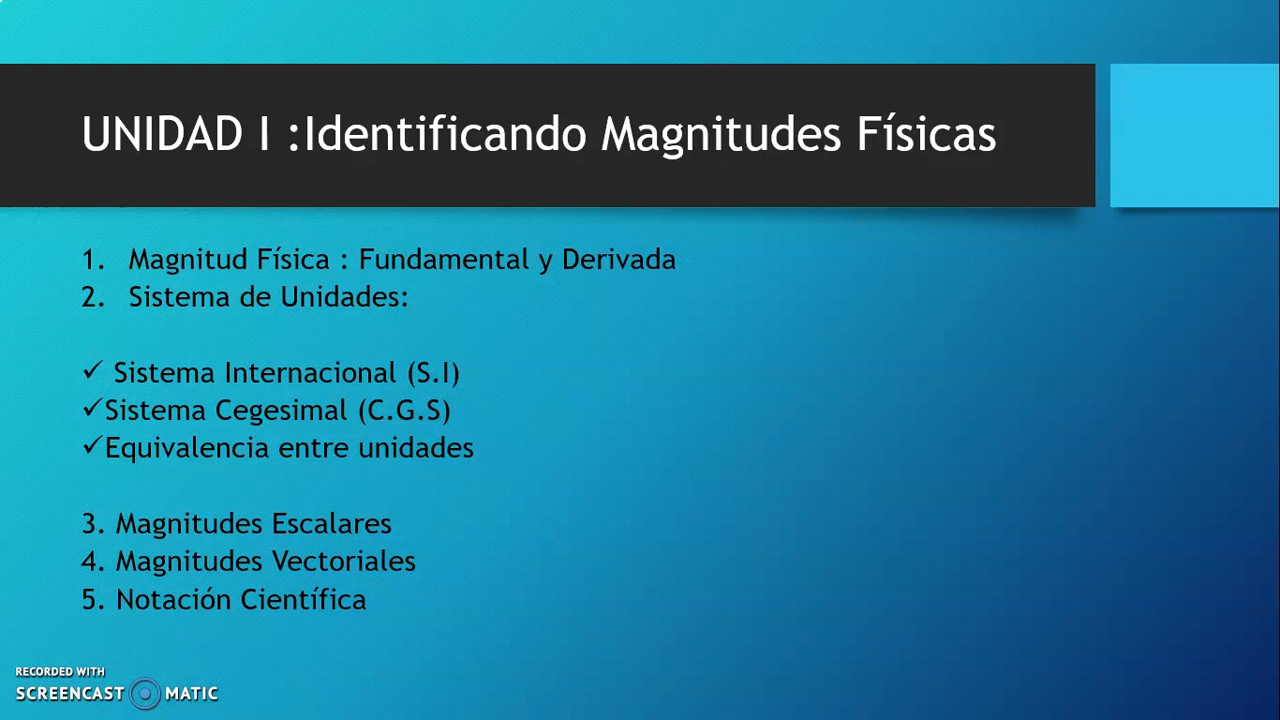 UNIDAD I :Identificando Magnitudes Físicas
1. Magnitud Física : Fundamental y Derivada
2. Sistema de Unidades:
✓ Sistema Internacional (S.I)
✓Sistema Cegesimal (C.G.S)
✓Equivalencia entre unidades
3. Magnitudes Escalares
4. Magnitudes Vectoriales
5. Notación Científica
RECORDED WITH
SCREENCAST MATIC